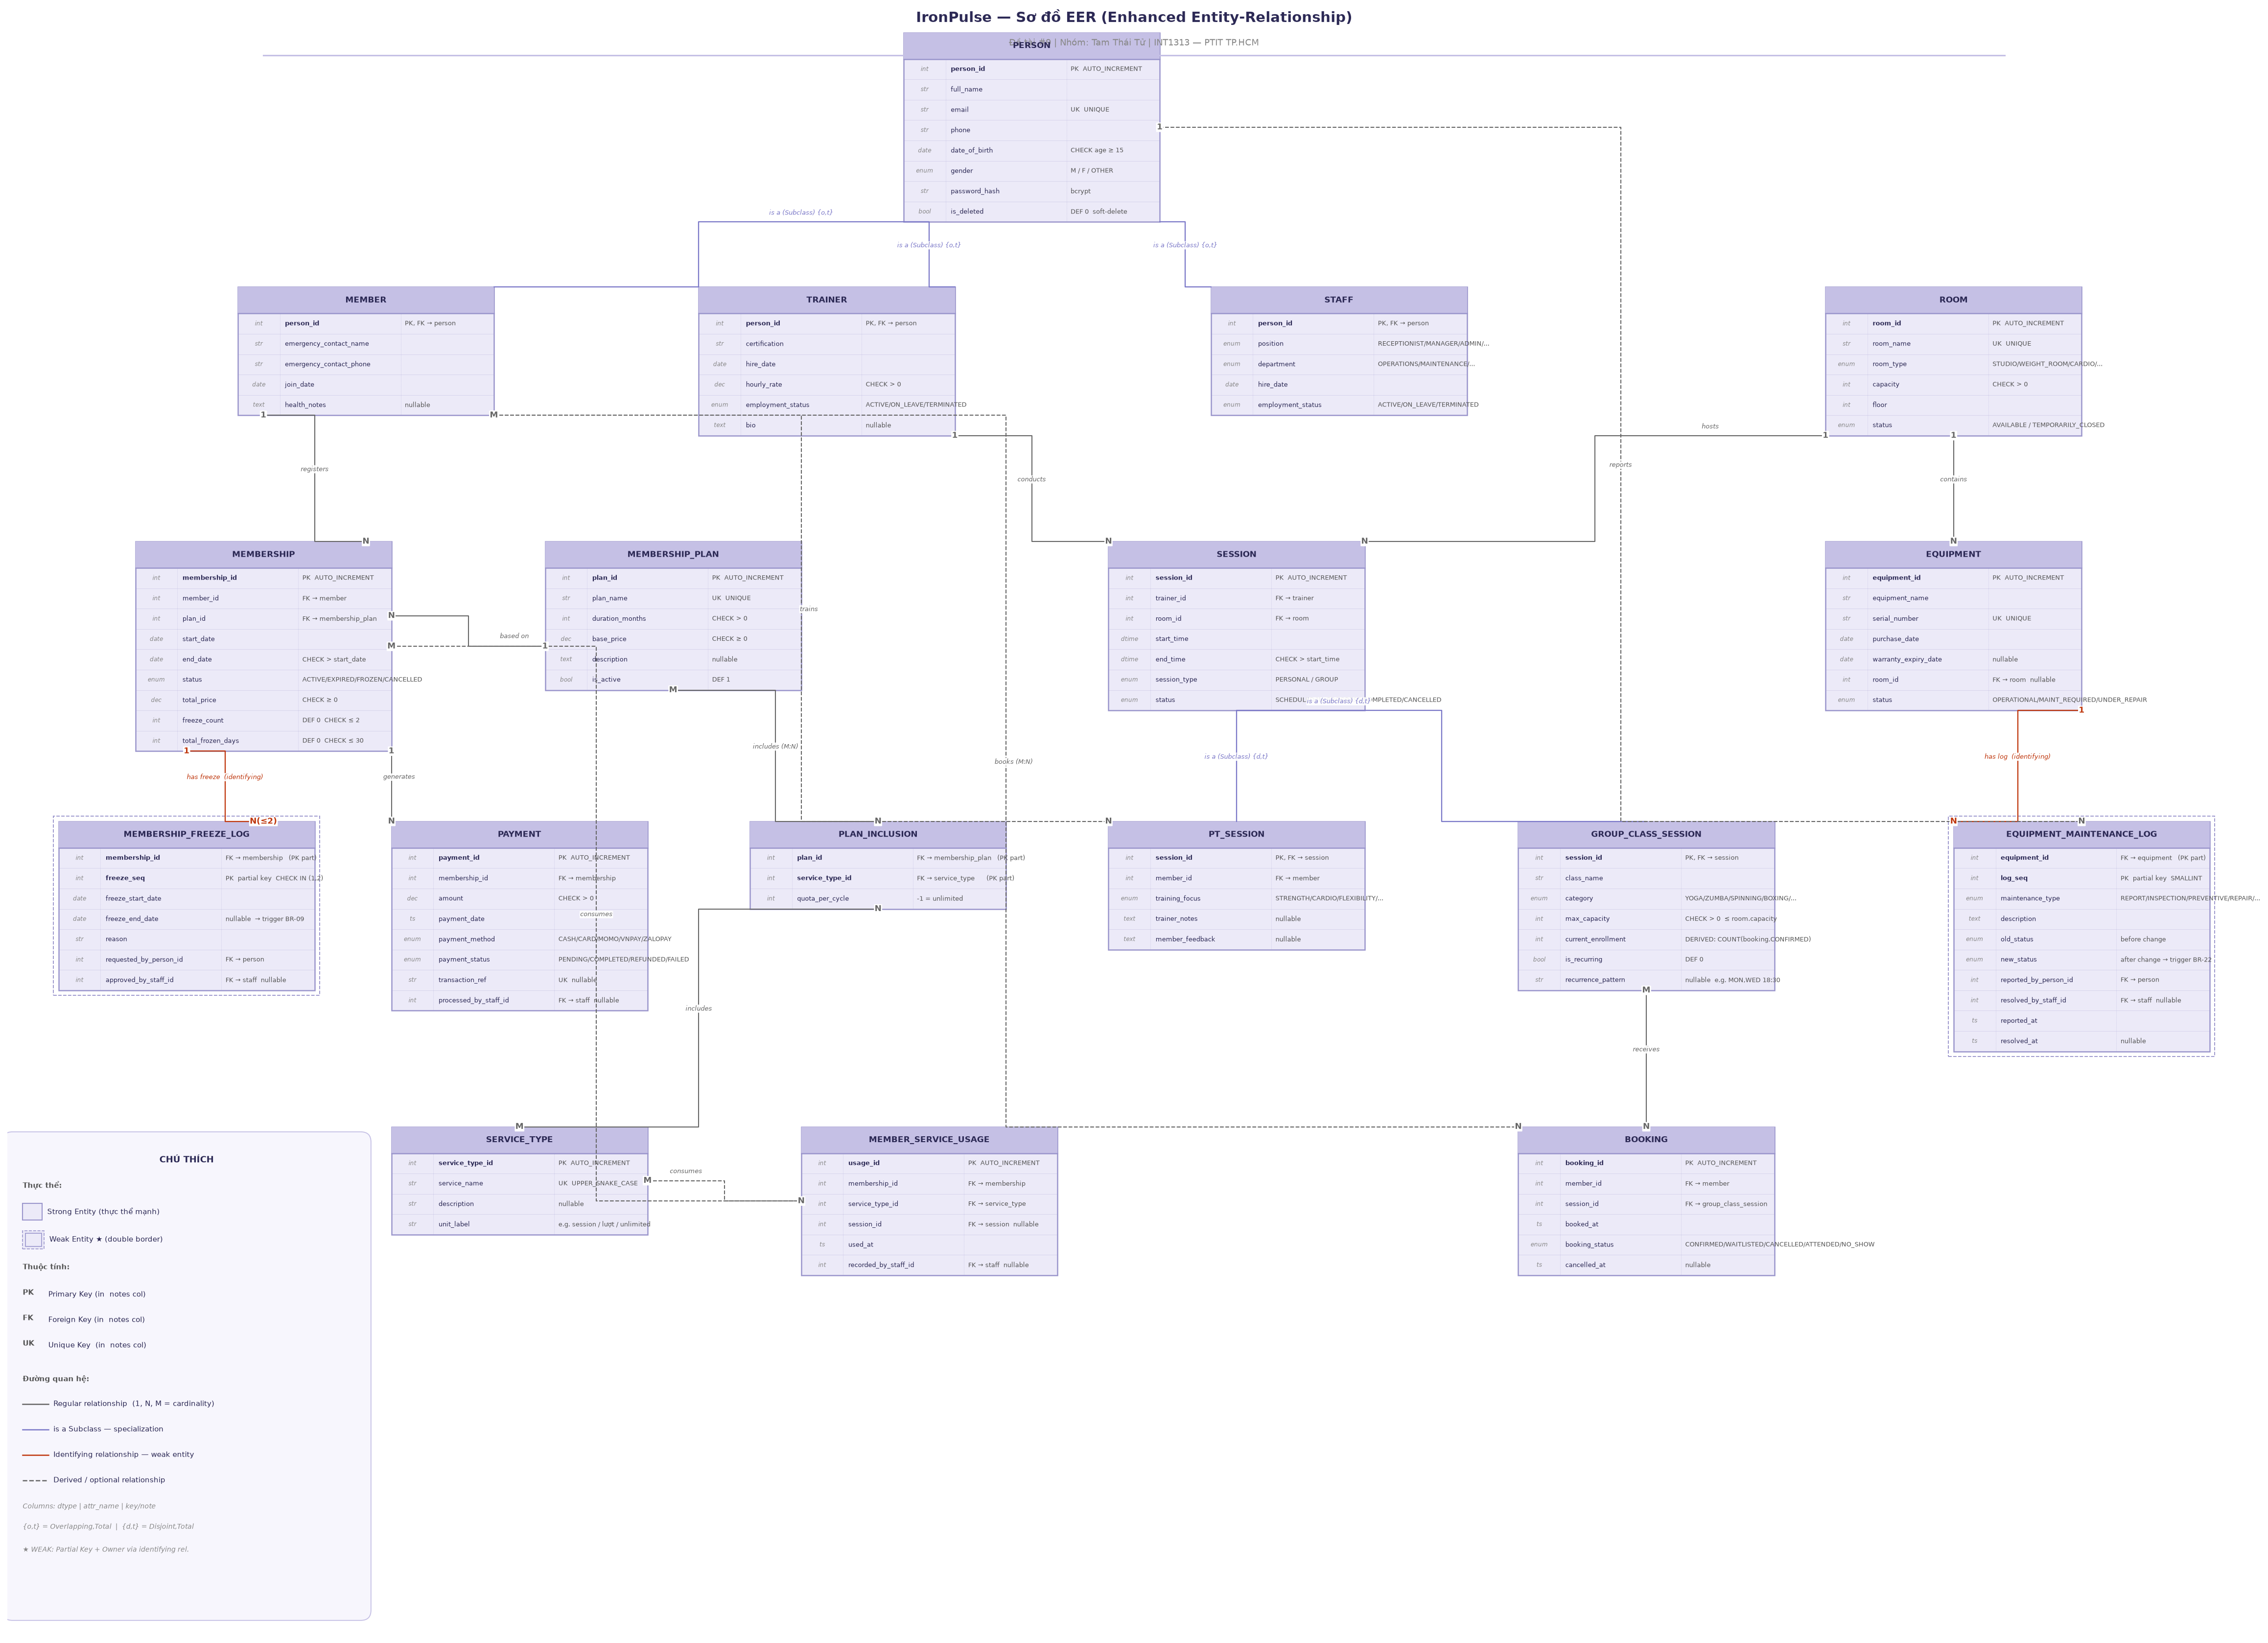 IronPulse — Sơ đồ EER (Enhanced Entity-Relationship)
| Nhóm: Tam Thái Tử | INT1313 — PTIT TP.HCM
PERSON
int person_id PK AUTO_INCREMENT
str full_name
str email UK UNIQUE
str phone
date date_of_birth CHECK age ≥ 15
enum gender M / F / OTHER
str password_hash bcrypt
bool is_deleted DEF 0 soft-delete
1
is a (Subclass) {o,t}
is a (Subclass) {o,t}
is a (Subclass) {o,t}
MEMBER
int person_id PK, FK → person
str emergency_contact_name
str emergency_contact_phone
date join_date
text health_notes nullable
1
M
TRAINER
int person_id PK, FK → person
str certification
date hire_date
dec hourly_rate CHECK > 0
enum employment_status ACTIVE/ON_LEAVE/TERMINATED
text bio nullable
1
STAFF
int person_id PK, FK → person
enum position RECEPTIONIST/MANAGER/ADMIN/...
enum department OPERATIONS/MAINTENANCE/...
date hire_date
enum employment_status ACTIVE/ON_LEAVE/TERMINATED
ROOM
int room_id PK AUTO_INCREMENT
str room_name UK UNIQUE
enum room_type STUDIO/WEIGHT_ROOM/CARDIO/...
int capacity CHECK > 0
int floor
enum status AVAILABLE / TEMPORARILY_CLOSED
1
1
hosts
reports
registers
conducts
contains
N
N
N
N
MEMBERSHIP
int membership_id PK AUTO_INCREMENT
int member_id FK → member
int plan_id FK → membership_plan
date start_date
date end_date CHECK > start_date
enum status ACTIVE/EXPIRED/FROZEN/CANCELLED
dec total_price CHECK ≥ 0
int freeze_count DEF 0 CHECK ≤ 2
int total_frozen_days DEF 0 CHECK ≤ 30
N
M
1
1
based on
1
MEMBERSHIP_PLAN
int plan_id PK AUTO_INCREMENT
str plan_name UK UNIQUE
int duration_months CHECK > 0
dec base_price CHECK ≥ 0
text description nullable
bool is_active DEF 1
M
trains
SESSION
int session_id PK AUTO_INCREMENT
int trainer_id FK → trainer
int room_id FK → room
dtime start_time
dtime end_time CHECK > start_time
enum session_type PERSONAL / GROUP
enum status SCHEDUL MPLETED/CANCELLED
is a (Subclass) {d,t}
EQUIPMENT
int equipment_id PK AUTO_INCREMENT
str equipment_name
str serial_number UK UNIQUE
date purchase_date
date warranty_expiry_date nullable
int room_id FK → room nullable
enum status OPERATIONAL/MAINT_REQUIRED/UNDER_REPAIR
1
has freeze (identifying)
generates
includes (M:N)
books (M:N)
is a (Subclass) {d,t}
has log (identifying)
N(≤2)
N
N
N
N
N
MEMBERSHIP_FREEZE_LOG
int membership_id FK → membership (PK part)
int freeze_seq PK partial key CHECK IN (1,2)
date freeze_start_date
date freeze_end_date nullable → trigger BR-09
str reason
int requested_by_person_id FK → person
int approved_by_staff_id FK → staff nullable
PAYMENT
int payment_id PK AUTO_INCREMENT
int membership_id FK → membership
dec amount CHECK > 0
ts payment_date
enum payment_method CASH/CARD/MOMO/VNPAY/ZALOPAY
enum payment_status PENDING/COMPLETED/REFUNDED/FAILED
str transaction_ref UK nullable
int processed_by_staff_id FK → staff nullable
consumes
PLAN_INCLUSION
int plan_id FK → membership_plan (PK part)
int service_type_id FK → service_type (PK part)
int quota_per_cycle -1 = unlimited
N
PT_SESSION
int session_id PK, FK → session
int member_id FK → member
enum training_focus STRENGTH/CARDIO/FLEXIBILITY/...
text trainer_notes nullable
text member_feedback nullable
GROUP_CLASS_SESSION
int session_id PK, FK → session
str class_name
enum category YOGA/ZUMBA/SPINNING/BOXING/...
int max_capacity CHECK > 0 ≤ room.capacity
int current_enrollment DERIVED: COUNT(booking,CONFIRMED)
bool is_recurring DEF 0
str recurrence_pattern nullable e.g. MON,WED 18:30
M
EQUIPMENT_MAINTENANCE_LOG
int equipment_id FK → equipment (PK part)
int log_seq PK partial key SMALLINT
enum maintenance_type REPORT/INSPECTION/PREVENTIVE/REPAIR/...
text description
enum old_status before change
enum new_status after change → trigger BR-22
int reported_by_person_id FK → person
int resolved_by_staff_id FK → staff nullable
ts reported_at
ts resolved_at nullable
includes
receives
M
N
N
SERVICE_TYPE
int service_type_id PK AUTO_INCREMENT
str service_name UK UPPER_SNAKE_CASE
str description nullable
str unit_label e.g. session / lượt / unlimited
M
consumes
N
MEMBER_SERVICE_USAGE
int usage_id PK AUTO_INCREMENT
int membership_id FK → membership
int service_type_id FK → service_type
int session_id FK → session nullable
ts used_at
int recorded_by_staff_id FK → staff nullable
BOOKING
int booking_id PK AUTO_INCREMENT
int member_id FK → member
int session_id FK → group_class_session
ts booked_at
enum booking_status CONFIRMED/WAITLISTED/CANCELLED/ATTENDED/NO_SHOW
ts cancelled_at nullable
CHÚ THÍCH
Thực thể:
Strong Entity (thực thể mạnh)
Weak Entity ★ (double border)
Thuộc tính:
PK Primary Key (in notes col)
FK Foreign Key (in notes col)
UK Unique Key (in notes col)
Đường quan hệ:
Regular relationship (1, N, M = cardinality)
is a Subclass — specialization
Identifying relationship — weak entity
Derived / optional relationship
Columns: dtype | attr_name | key/note
{o,t} = Overlapping,Total | {d,t} = Disjoint,Total
★ WEAK: Partial Key + Owner via identifying rel.